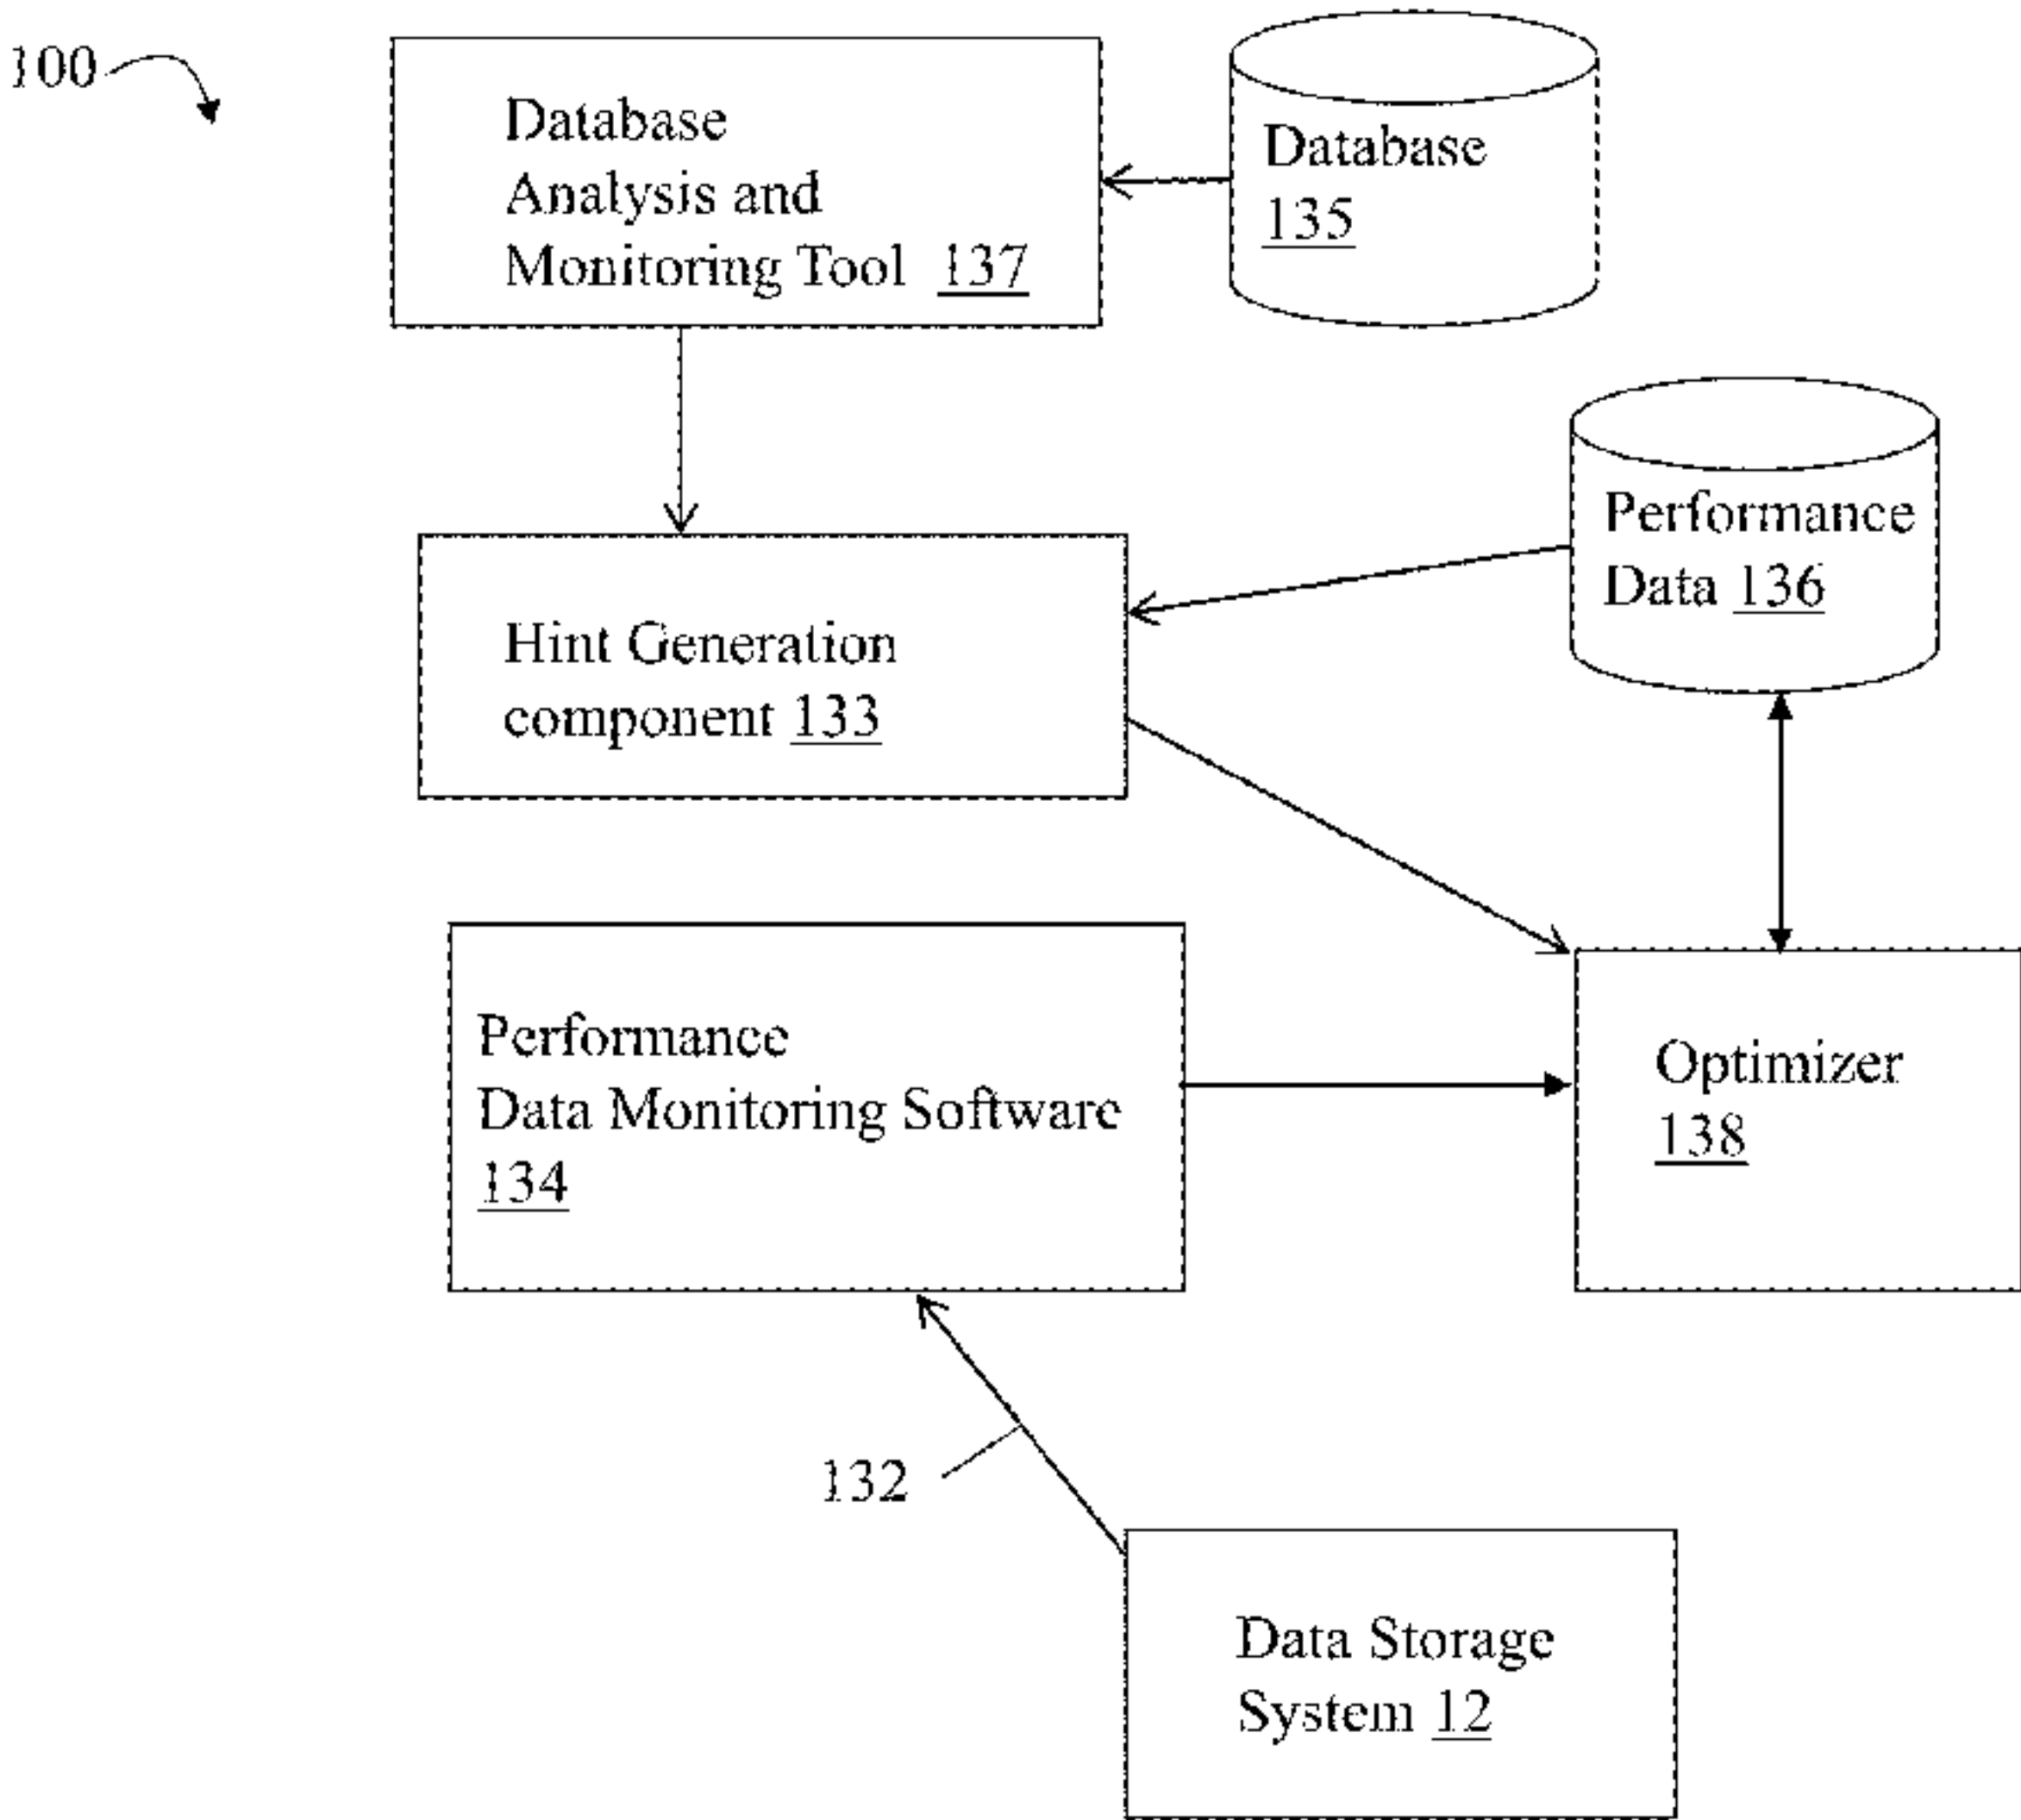 100
Database
Analysis and
Monitoring Tool 137
Database
135
Performance
Data 136
Hint Generation
component 133
Performance
Data Monitoring Software
134
Optimizer
138
132
Data Storage
System 12